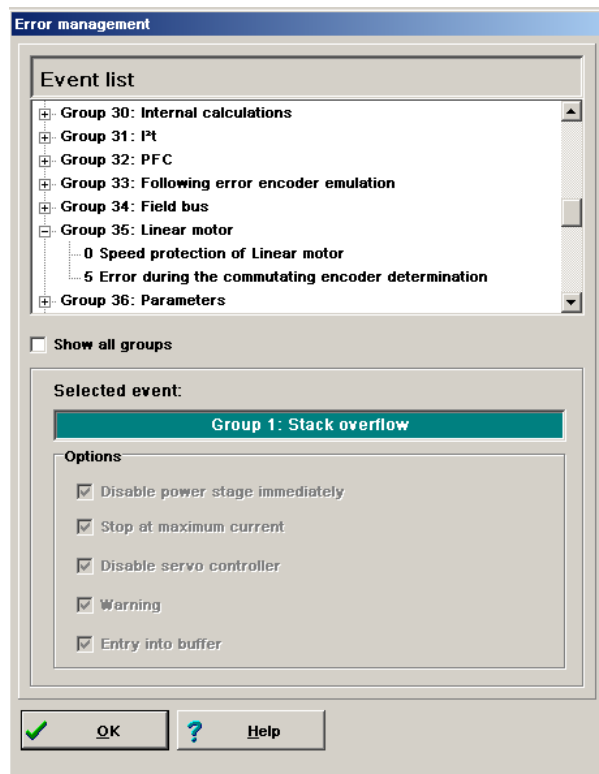 Error management
Event list
Group 30: Internal calculations
Group 31: I²t
Group 32: PFC
Group 33: Following error encoder emulation
Group 34: Field bus
Group 35: Linear motor
0 Speed protection of Linear motor
5 Error during the commutating encoder determination
Group 36: Parameters
Show all groups
Selected event:
Group 1: Stack overflow
Options
Disable power stage immediately
Stop at maximum current
Disable servo controller
Warning
Entry into buffer
OK
Help